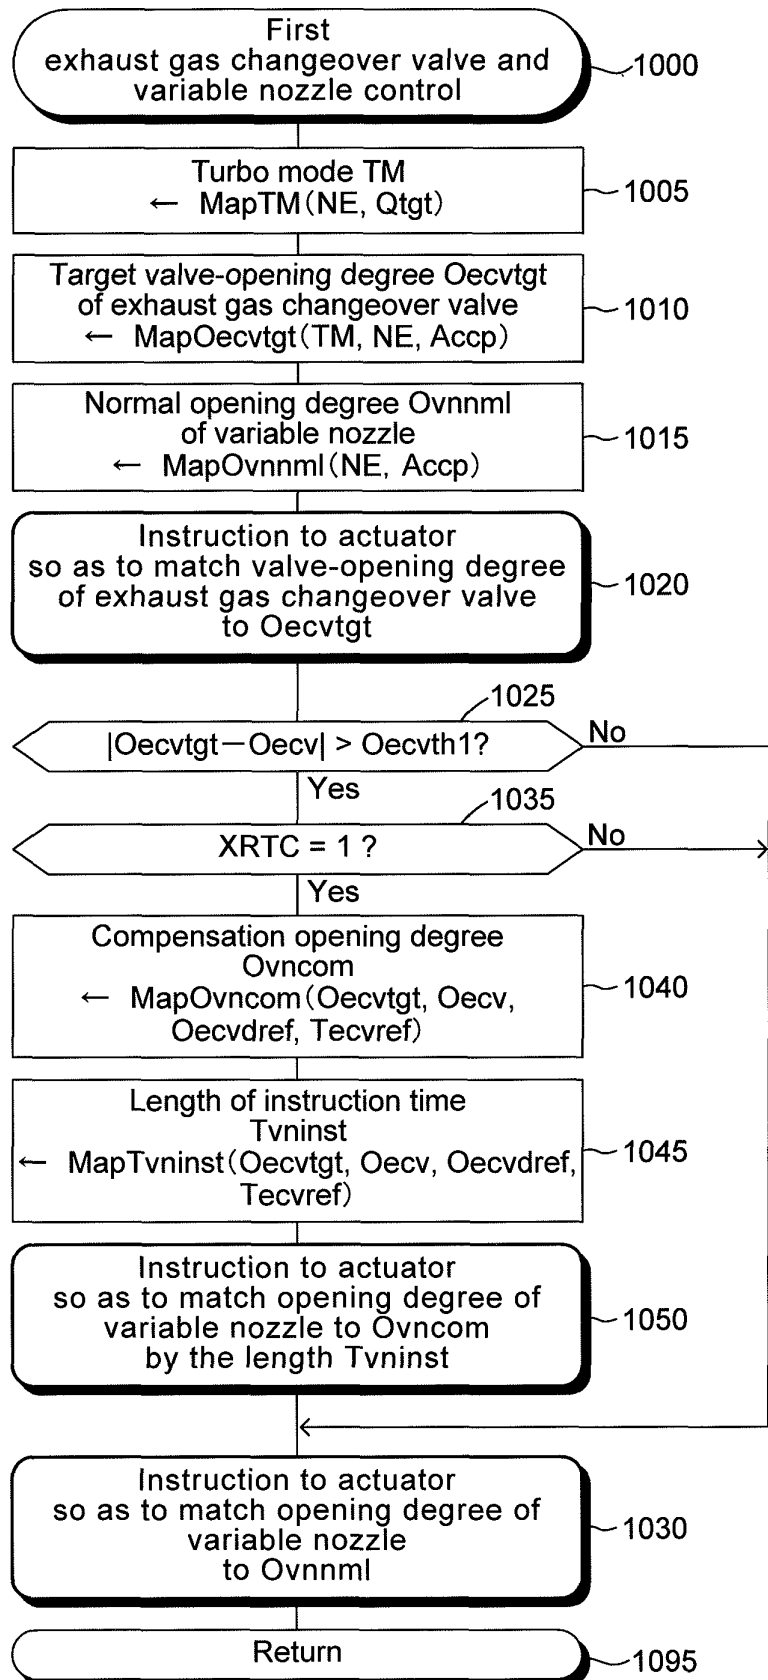 First
exhaust gas changeover valve and
variable nozzle control
1000
Turbo mode TM
← MapTM(NE, Qtgt)
1005
Target valve-opening degree Oecvtgt
of exhaust gas changeover valve
← MapOecvtgt(TM, NE, Accp)
1010
Normal opening degree Ovnnml
of variable nozzle
← MapOvnnml(NE, Accp)
1015
Instruction to actuator
so as to match valve-opening degree
of exhaust gas changeover valve
to Oecvtgt
1020
1025
|Oecvtgt−Oecv| > Oecvth1?
No
Yes
1035
XRTC = 1 ?
No
Yes
Compensation opening degree
Ovncom
← MapOvncom(Oecvtgt, Oecv,
Oecvdref, Tecvref)
1040
Length of instruction time
Tvninst
← MapTvninst(Oecvtgt, Oecv, Oecvdref,
Tecvref)
1045
Instruction to actuator
so as to match opening degree of
variable nozzle to Ovncom
by the length Tvninst
1050
Instruction to actuator
so as to match opening degree of
variable nozzle
to Ovnnml
1030
Return
1095